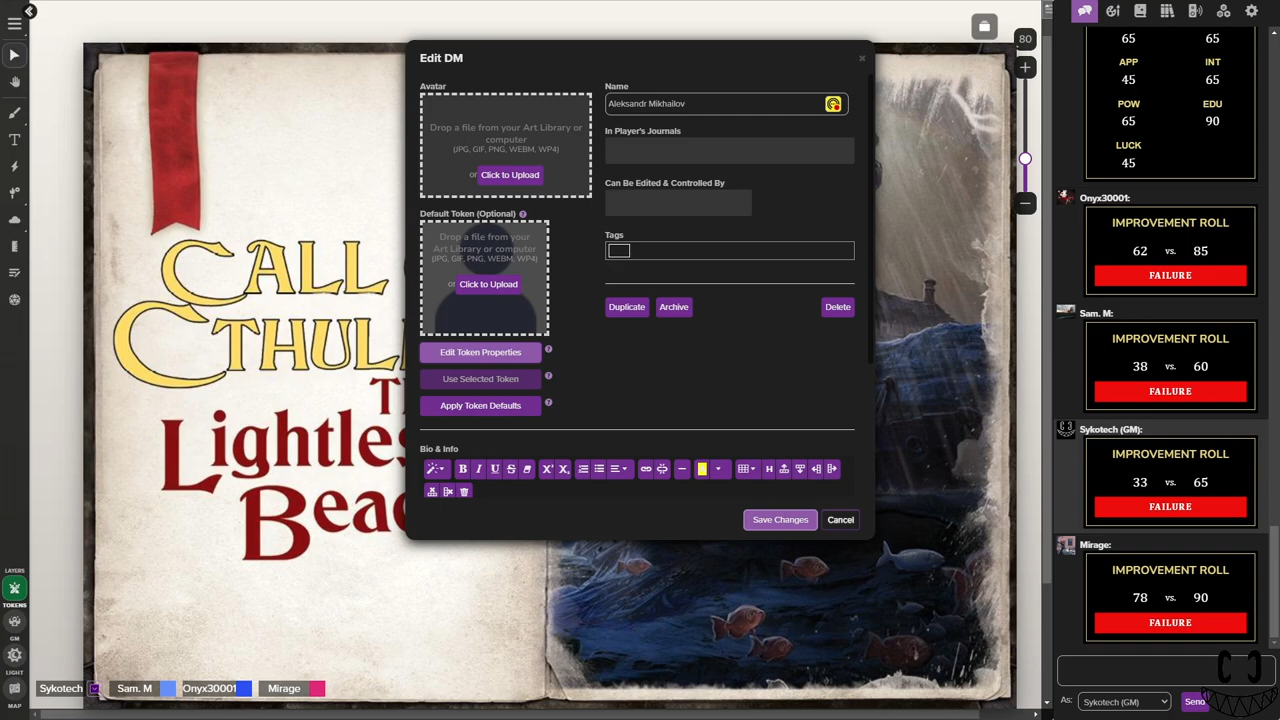 80
CALL
CTHUL
Lightles
Beac
Edit DM
×
Avatar
Drop a file from your Art Library or
computer
(JPG, GIF, PNG, WEBM, WP4)
or Click to Upload
Default Token (Optional) ?
Drop a file from your
Art Library or computer
(JPG, GIF, PNG, WEBM, WP4)
or Click to Upload
Edit Token Properties ?
Use Selected Token ?
Apply Token Defaults ?
Name
Aleksandr Mikhailov
In Player's Journals
Can Be Edited & Controlled By
Tags
Duplicate Archive Delete
Bio & Info
Save Changes Cancel
LAYERS
TOKENS
GM
LIGHT
MAP
Sykotech Sam. M Onyx30001 Mirage
65 65
APP INT
45 65
POW EDU
65 90
LUCK
45
Onyx30001:
IMPROVEMENT ROLL
62 vs. 85
FAILURE
Sam. M:
IMPROVEMENT ROLL
38 vs. 60
FAILURE
Sykotech (GM):
IMPROVEMENT ROLL
33 vs. 65
FAILURE
Mirage:
IMPROVEMENT ROLL
78 vs. 90
FAILURE
As: Sykotech (GM) Send